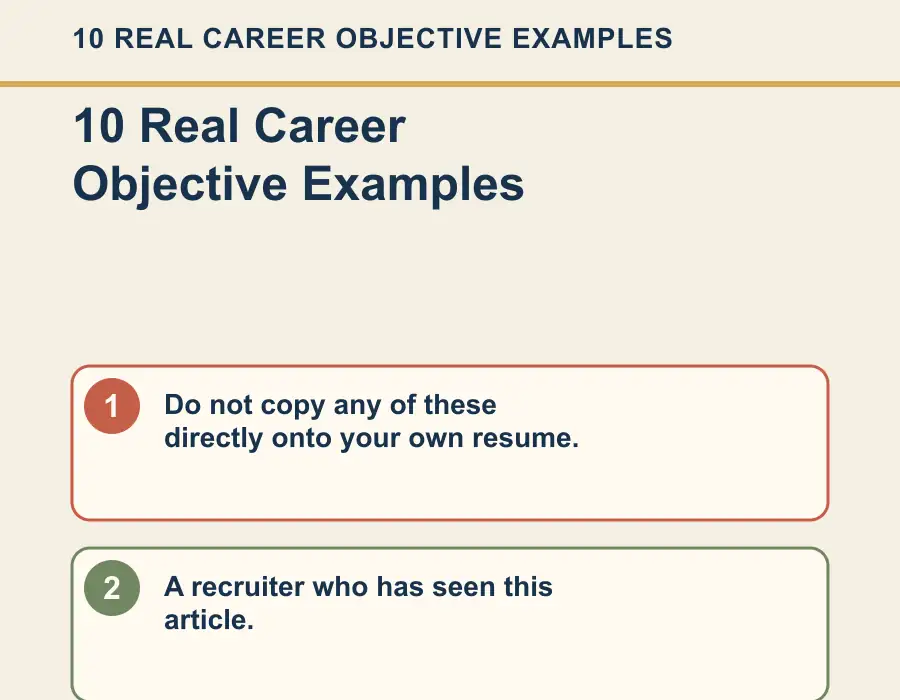 10 REAL CAREER OBJECTIVE EXAMPLES
10 Real Career
Objective Examples
1
Do not copy any of these
directly onto your own resume.
2
A recruiter who has seen this
article.